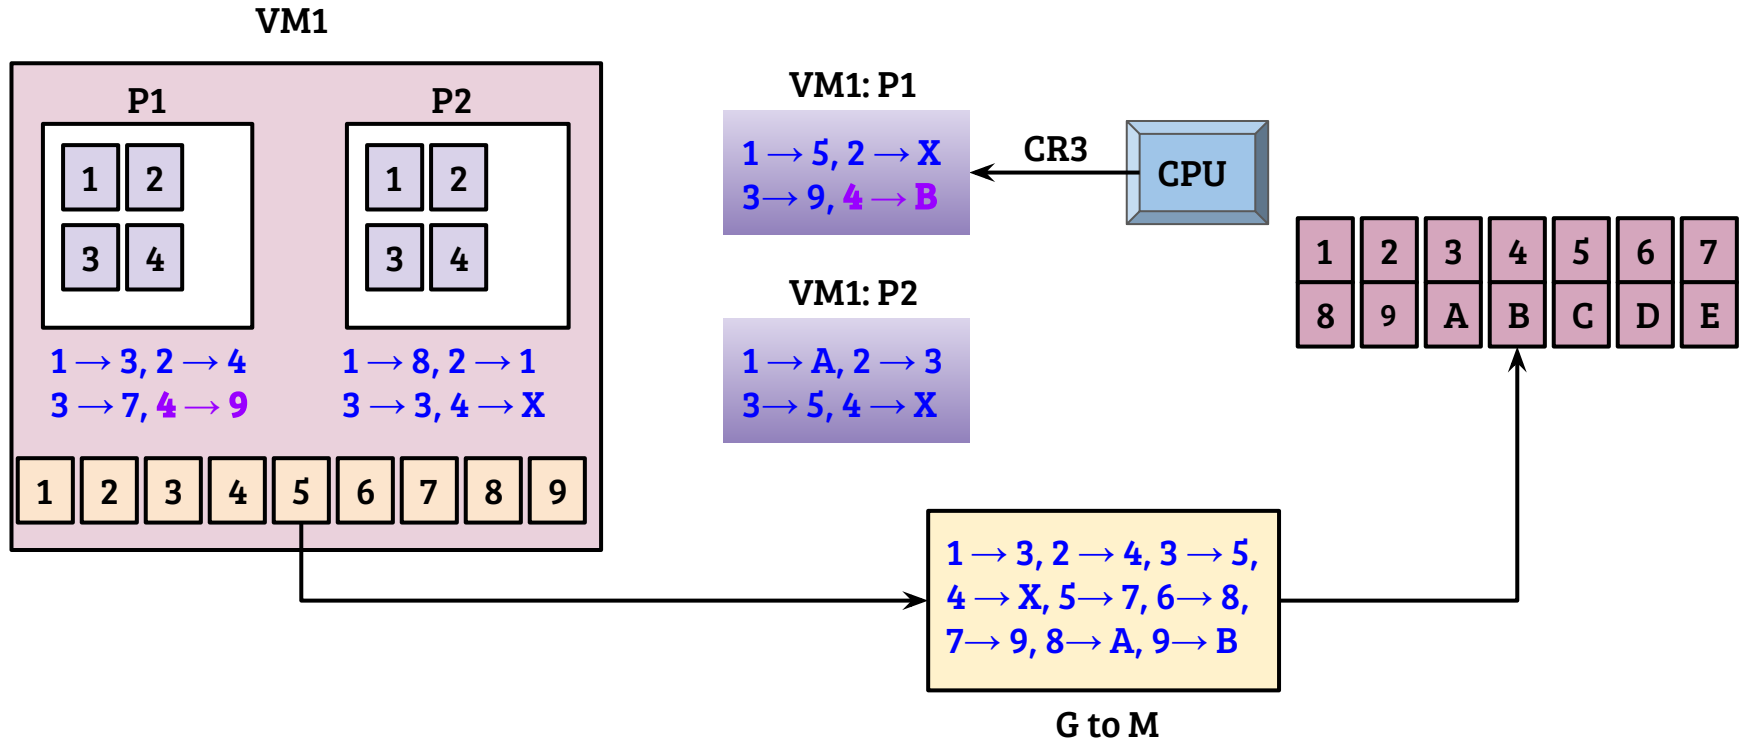 VM1
P1
P2
1 2
3 4
1 2
3 4
1 → 3, 2 → 4
3 → 7, 4 → 9
1 → 8, 2 → 1
3 → 3, 4 → X
1 2 3 4 5 6 7 8 9
VM1: P1
1 → 5, 2 → X
3→ 9, 4 → B
CR3
CPU
VM1: P2
1 → A, 2 → 3
3→ 5, 4 → X
1 2 3 4 5 6 7
8 9 A B C D E
1 → 3, 2 → 4, 3 → 5,
4 → X, 5→ 7, 6→ 8,
7→ 9, 8→ A, 9→ B
G to M